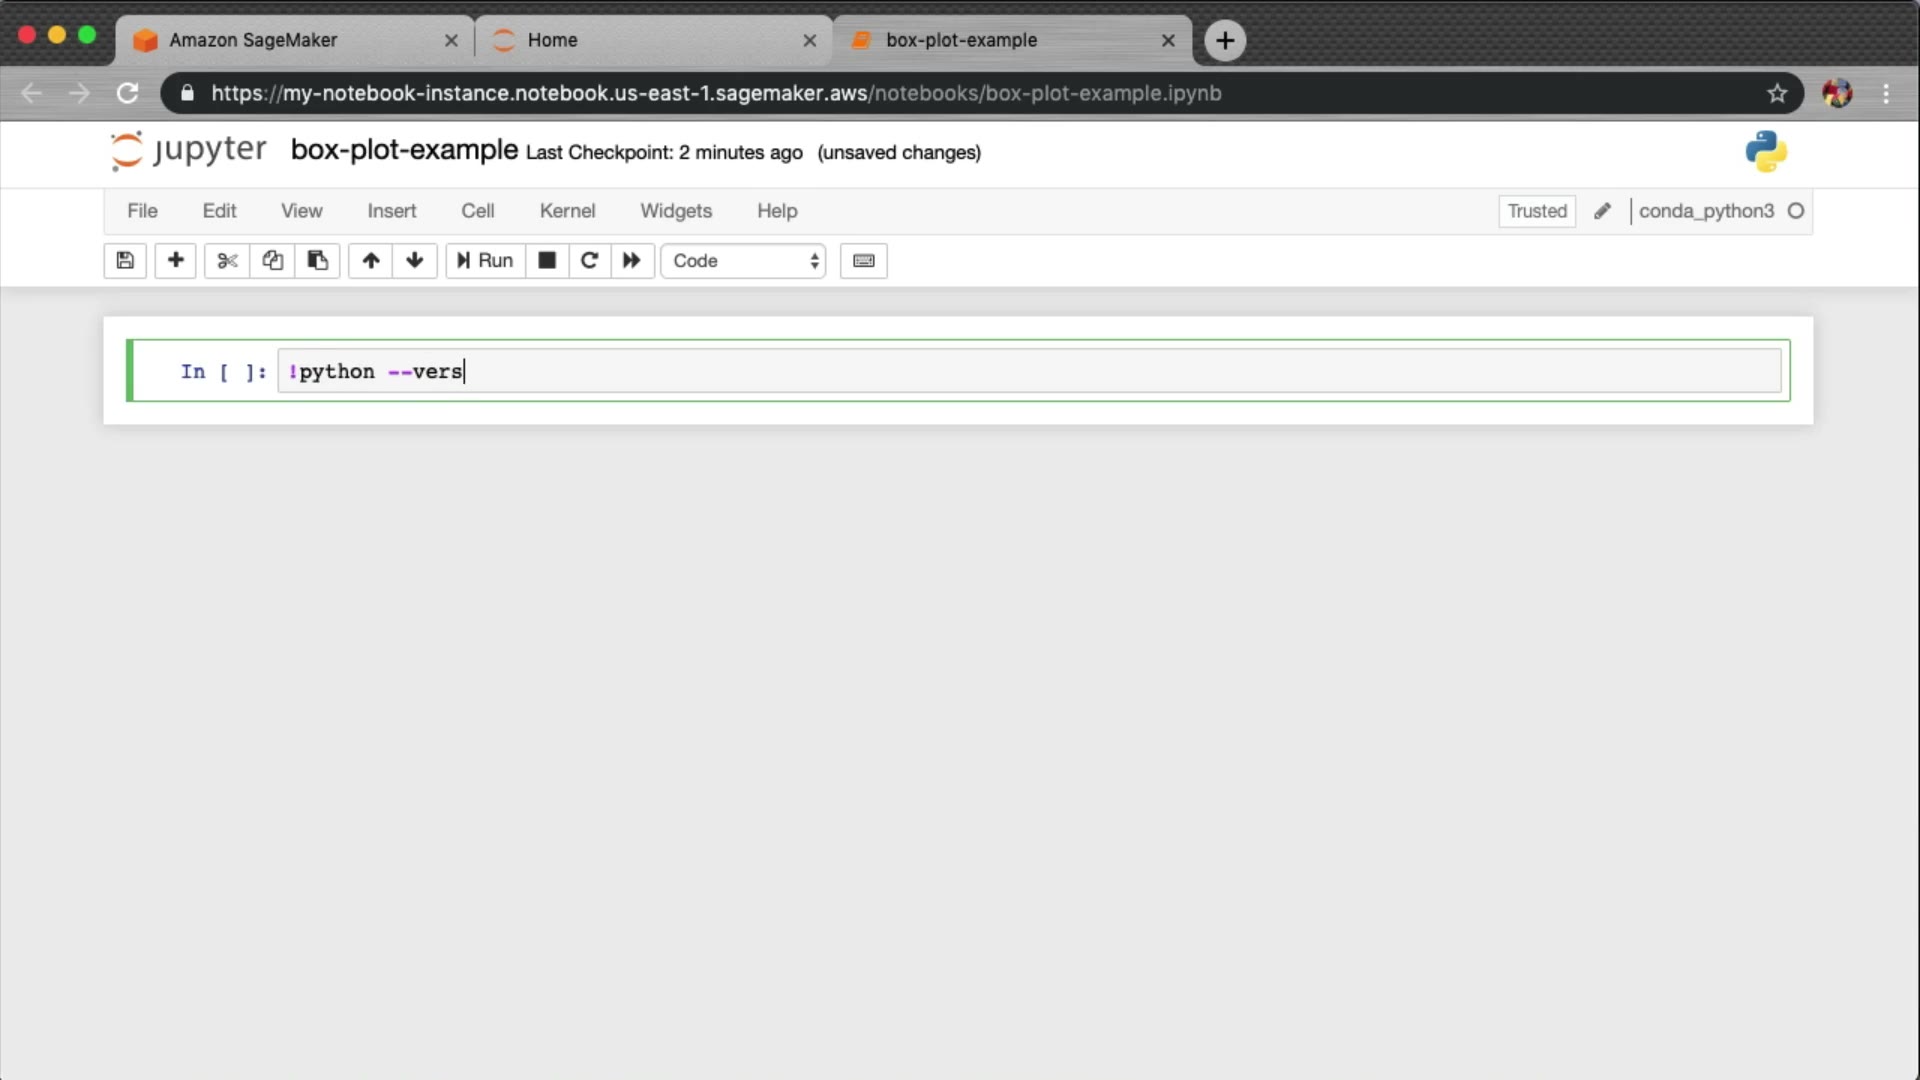 Amazon SageMaker
Home
box-plot-example
https://my-notebook-instance.notebook.us-east-1.sagemaker.aws/notebooks/box-plot-example.ipynb
jupyter box-plot-example Last Checkpoint: 2 minutes ago (unsaved changes)
File Edit View Insert Cell Kernel Widgets Help Trusted conda_python3
Run Code
In [ ]: !python --vers